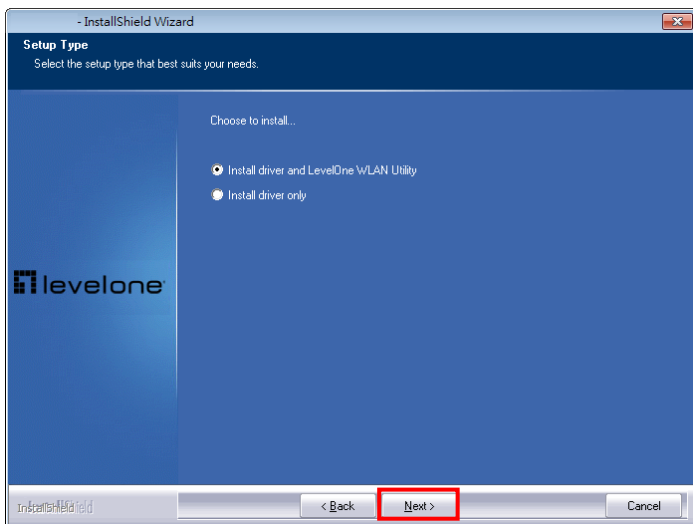 - InstallShield Wizard
Setup Type
Select the setup type that best suits your needs.
Choose to install...
Install driver and LevelOne WLAN Utility
Install driver only
levelone
InstallShield
< Back
Next >
Cancel